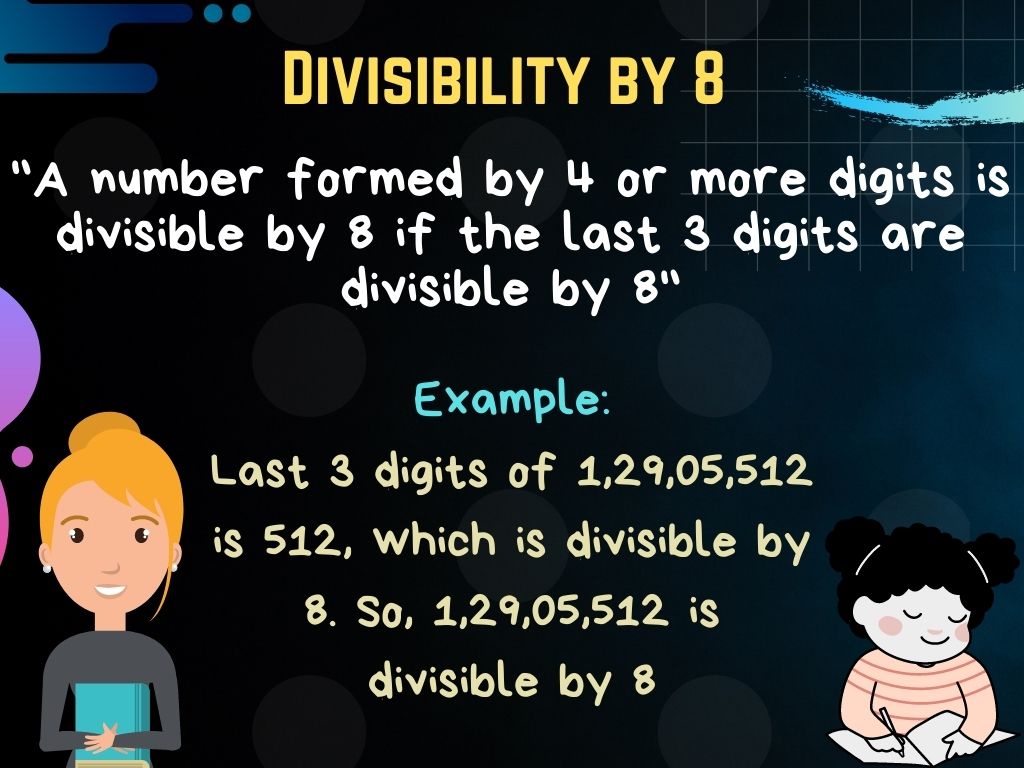 DIVISIBILITY BY 8
"A number formed by 4 or more digits is
divisible by 8 if the last 3 digits are
divisible by 8"
Example:
Last 3 digits of 1,29,05,512
is 512, which is divisible by
8. So, 1,29,05,512 is
divisible by 8